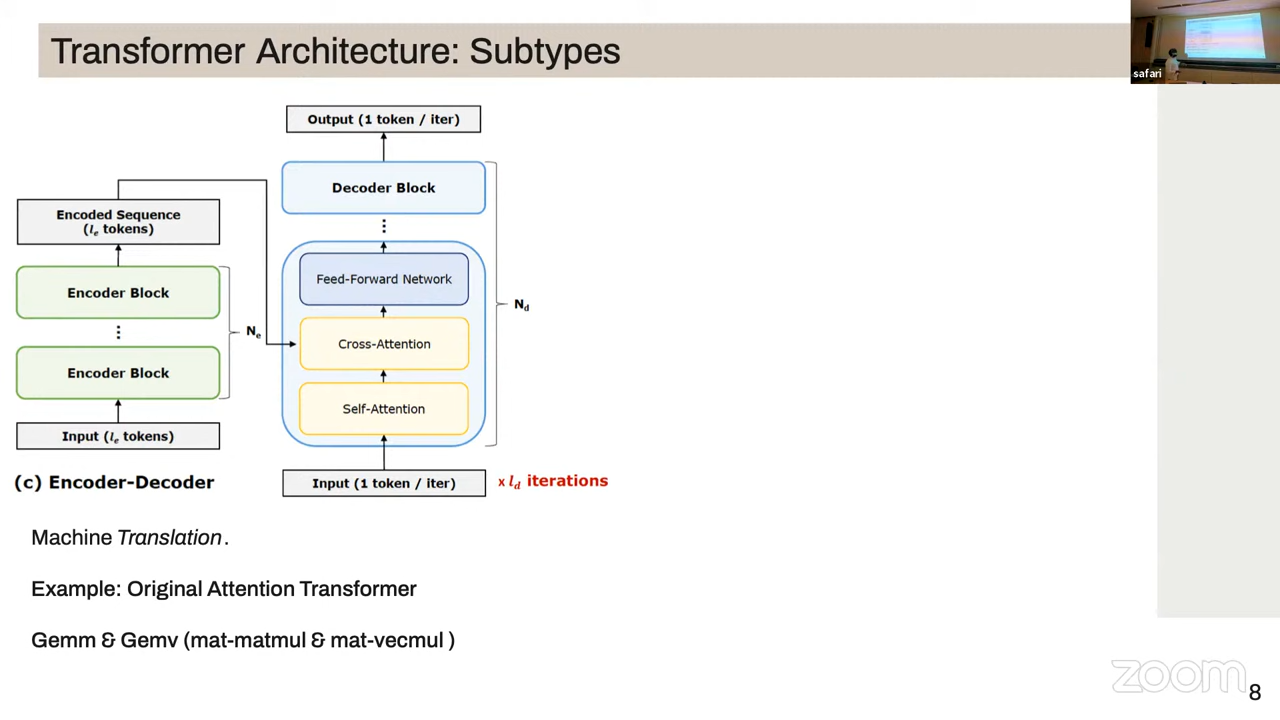 Transformer Architecture: Subtypes
safari
Output (1 token / iter)
Decoder Block
Encoded Sequence
(lₑ tokens)
Feed-Forward Network
Encoder Block
Nₑ
N_d
Cross-Attention
Encoder Block
Self-Attention
Input (lₑ tokens)
(c) Encoder-Decoder
Input (1 token / iter)
x l_d iterations
Machine Translation.
Example: Original Attention Transformer
Gemm & Gemv (mat-matmul & mat-vecmul )
zoom
8